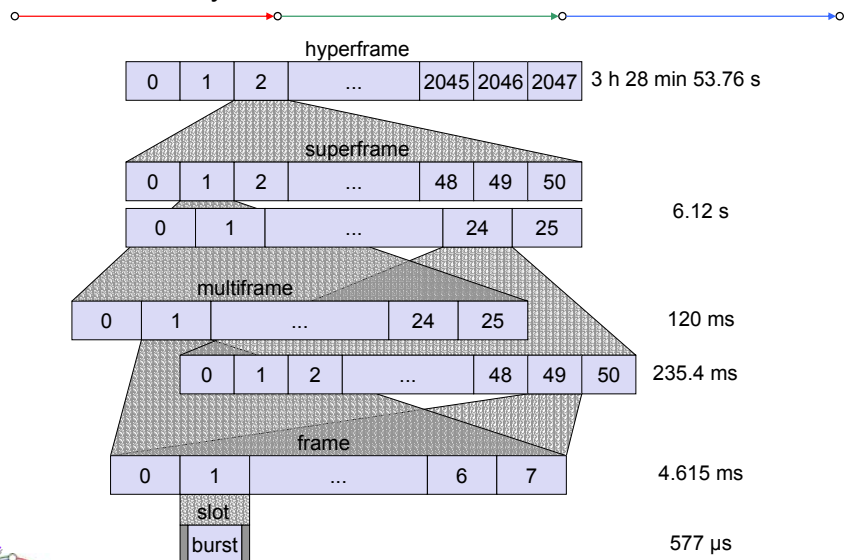 hyperframe
0 1 2 ... 2045 2046 2047 3 h 28 min 53.76 s
superframe
0 1 2 ... 48 49 50
6.12 s
0 1 ... 24 25
multiframe
0 1 ... 24 25 120 ms
0 1 2 ... 48 49 50 235.4 ms
frame
0 1 ... 6 7 4.615 ms
slot
burst 577 µs